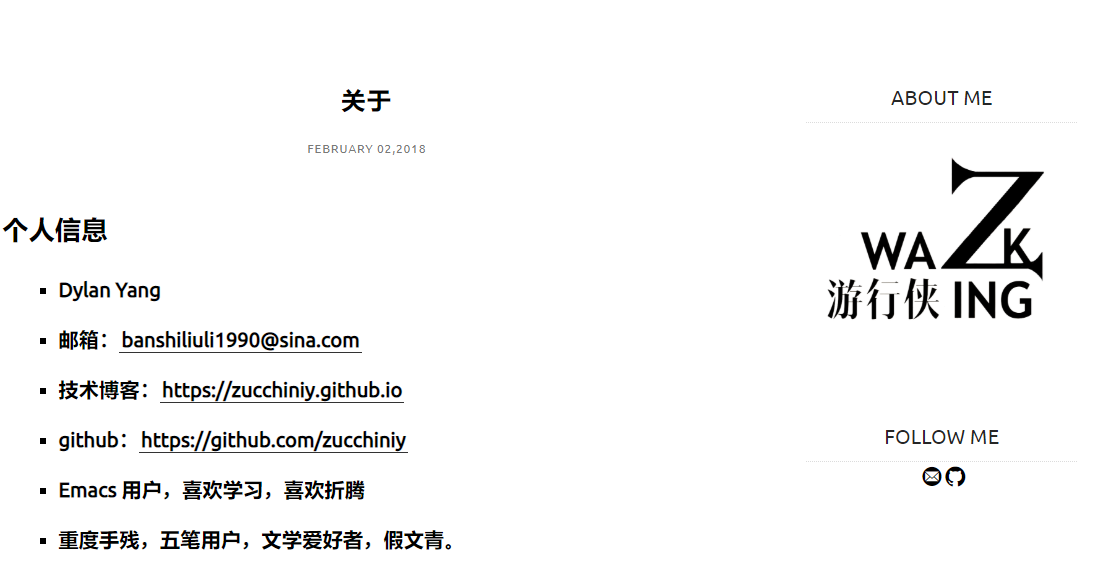 关于
FEBRUARY 02,2018
个人信息
Dylan Yang
邮箱：banshiliuli1990@sina.com
技术博客：https://zucchiniy.github.io
github：https://github.com/zucchiniy
Emacs 用户，喜欢学习，喜欢折腾
重度手残，五笔用户，文学爱好者，假文青。
ABOUT ME
WAZK
游行侠 ING
FOLLOW ME